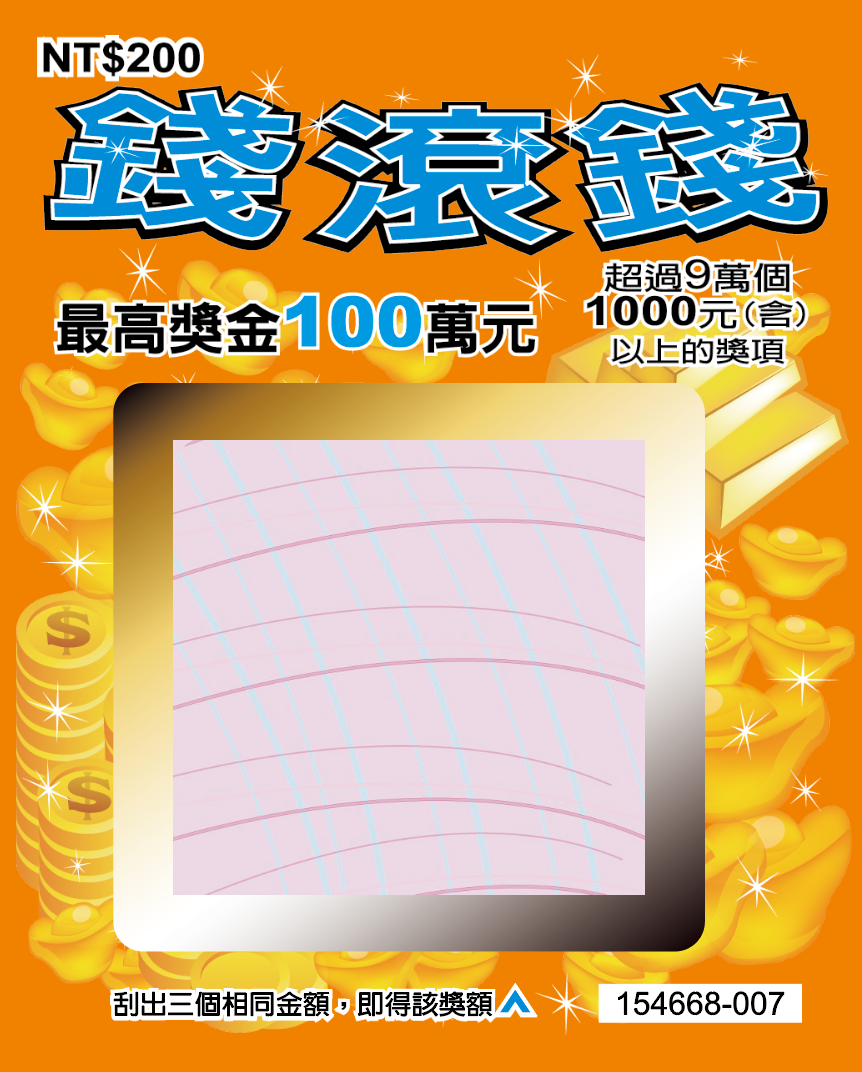 NT$200
錢滾錢
最高獎金100萬元
超過9萬個
1000元(含)
以上的獎項
$
$
刮出三個相同金額,即得該獎額
154668-007